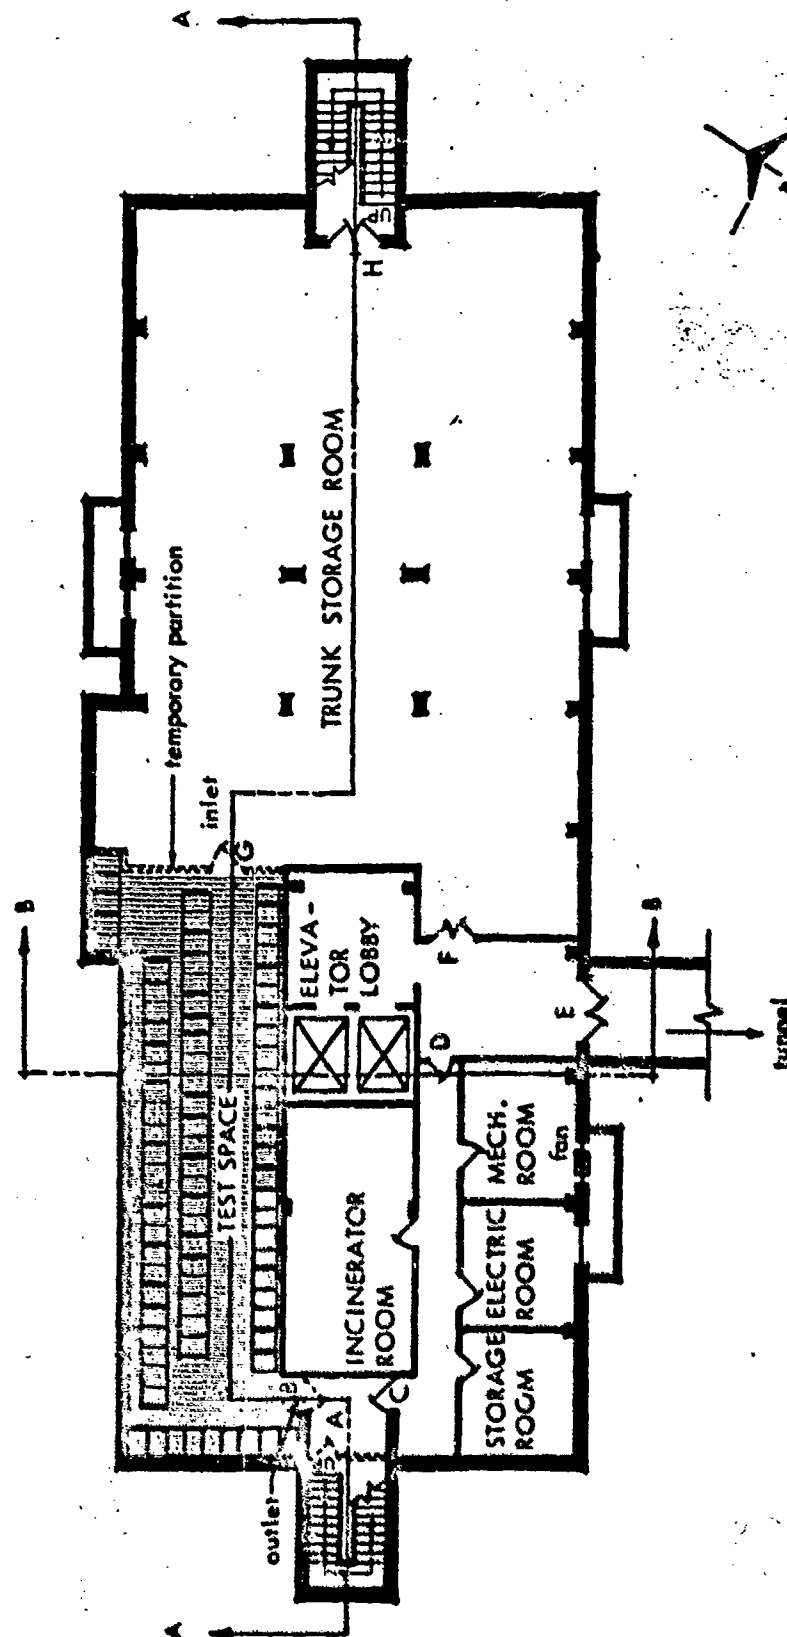 A
UP
H
TRUNK STORAGE ROOM
temporary partition
inlet
G
B
B
ELEVA-
TOR
LOBBY
F
E
D
tunnel
TEST SPACE
MECH.
ROOM
fan
INCINERATOR
ROOM
ELECTRIC
ROOM
STORAGE
ROOM
B
A
C
outlet
A